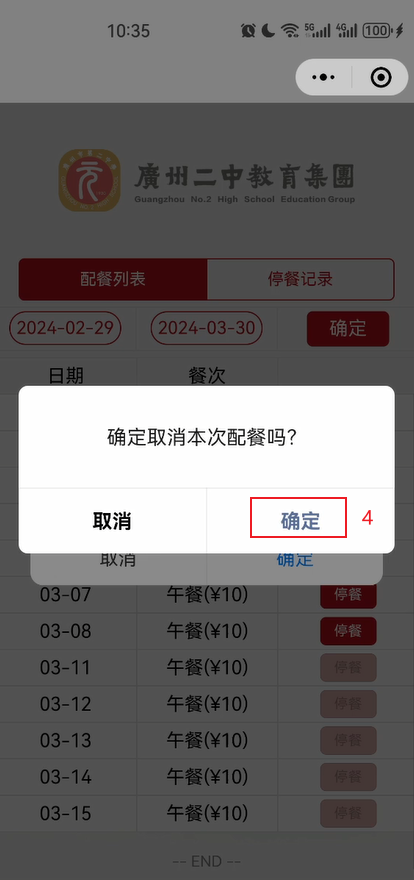 10:35
5G 4G 100
廣州二中教育集團
Guangzhou No.2 High School Education Group
配餐列表 停餐记录
2024-02-29 2024-03-30 确定
日期 餐次
确定取消本次配餐吗？
取消 确定 4
取消 确定
03-07 午餐(¥10) 停餐
03-08 午餐(¥10) 停餐
03-11 午餐(¥10) 停餐
03-12 午餐(¥10) 停餐
03-13 午餐(¥10) 停餐
03-14 午餐(¥10) 停餐
03-15 午餐(¥10) 停餐
-- END --